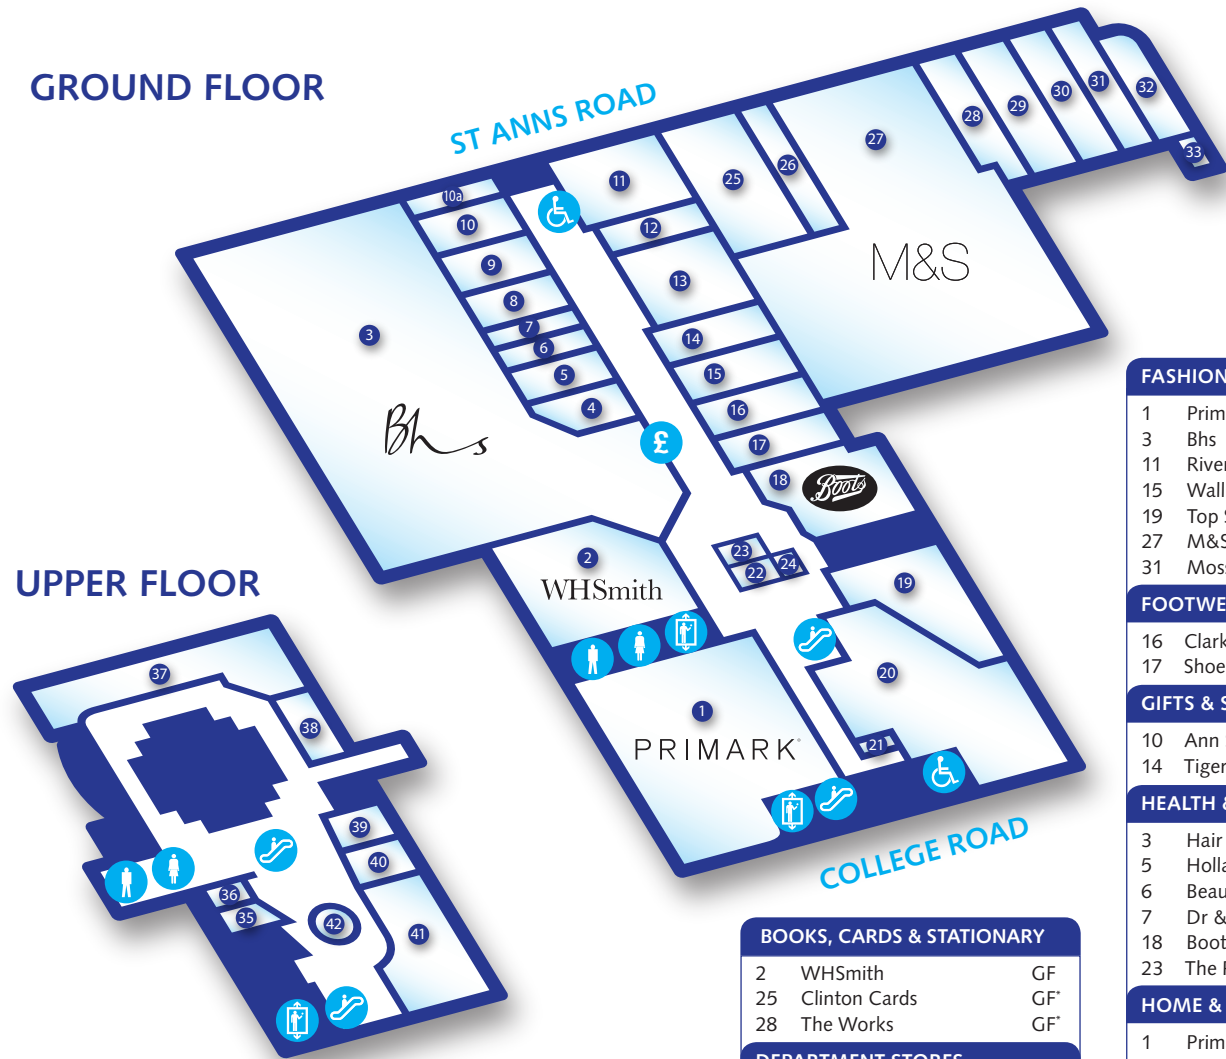 GROUND FLOOR
ST ANNS ROAD
10a
10
9
8
7
6
5
4
3
Bhs
11
12
13
14
15
16
17
18
Boots
25
26
27
M&S
28
29
30
31
32
33
£
2
WHSmith
23
22
24
19
20
21
1
PRIMARK
COLLEGE ROAD
UPPER FLOOR
37
38
39
40
36
35
42
41
BOOKS, CARDS & STATIONARY
2 WHSmith GF
25 Clinton Cards GF*
28 The Works GF*
DEPARTMENT STORES
FASHION
1 Prim
3 Bhs
11 River
15 Wall
19 Top S
27 M&S
31 Moss
FOOTWE
16 Clark
17 Shoe
GIFTS & S
10 Ann
14 Tiger
HEALTH &
3 Hair
5 Holla
6 Beau
7 Dr &
18 Boot
23 The
HOME &
1 Prim